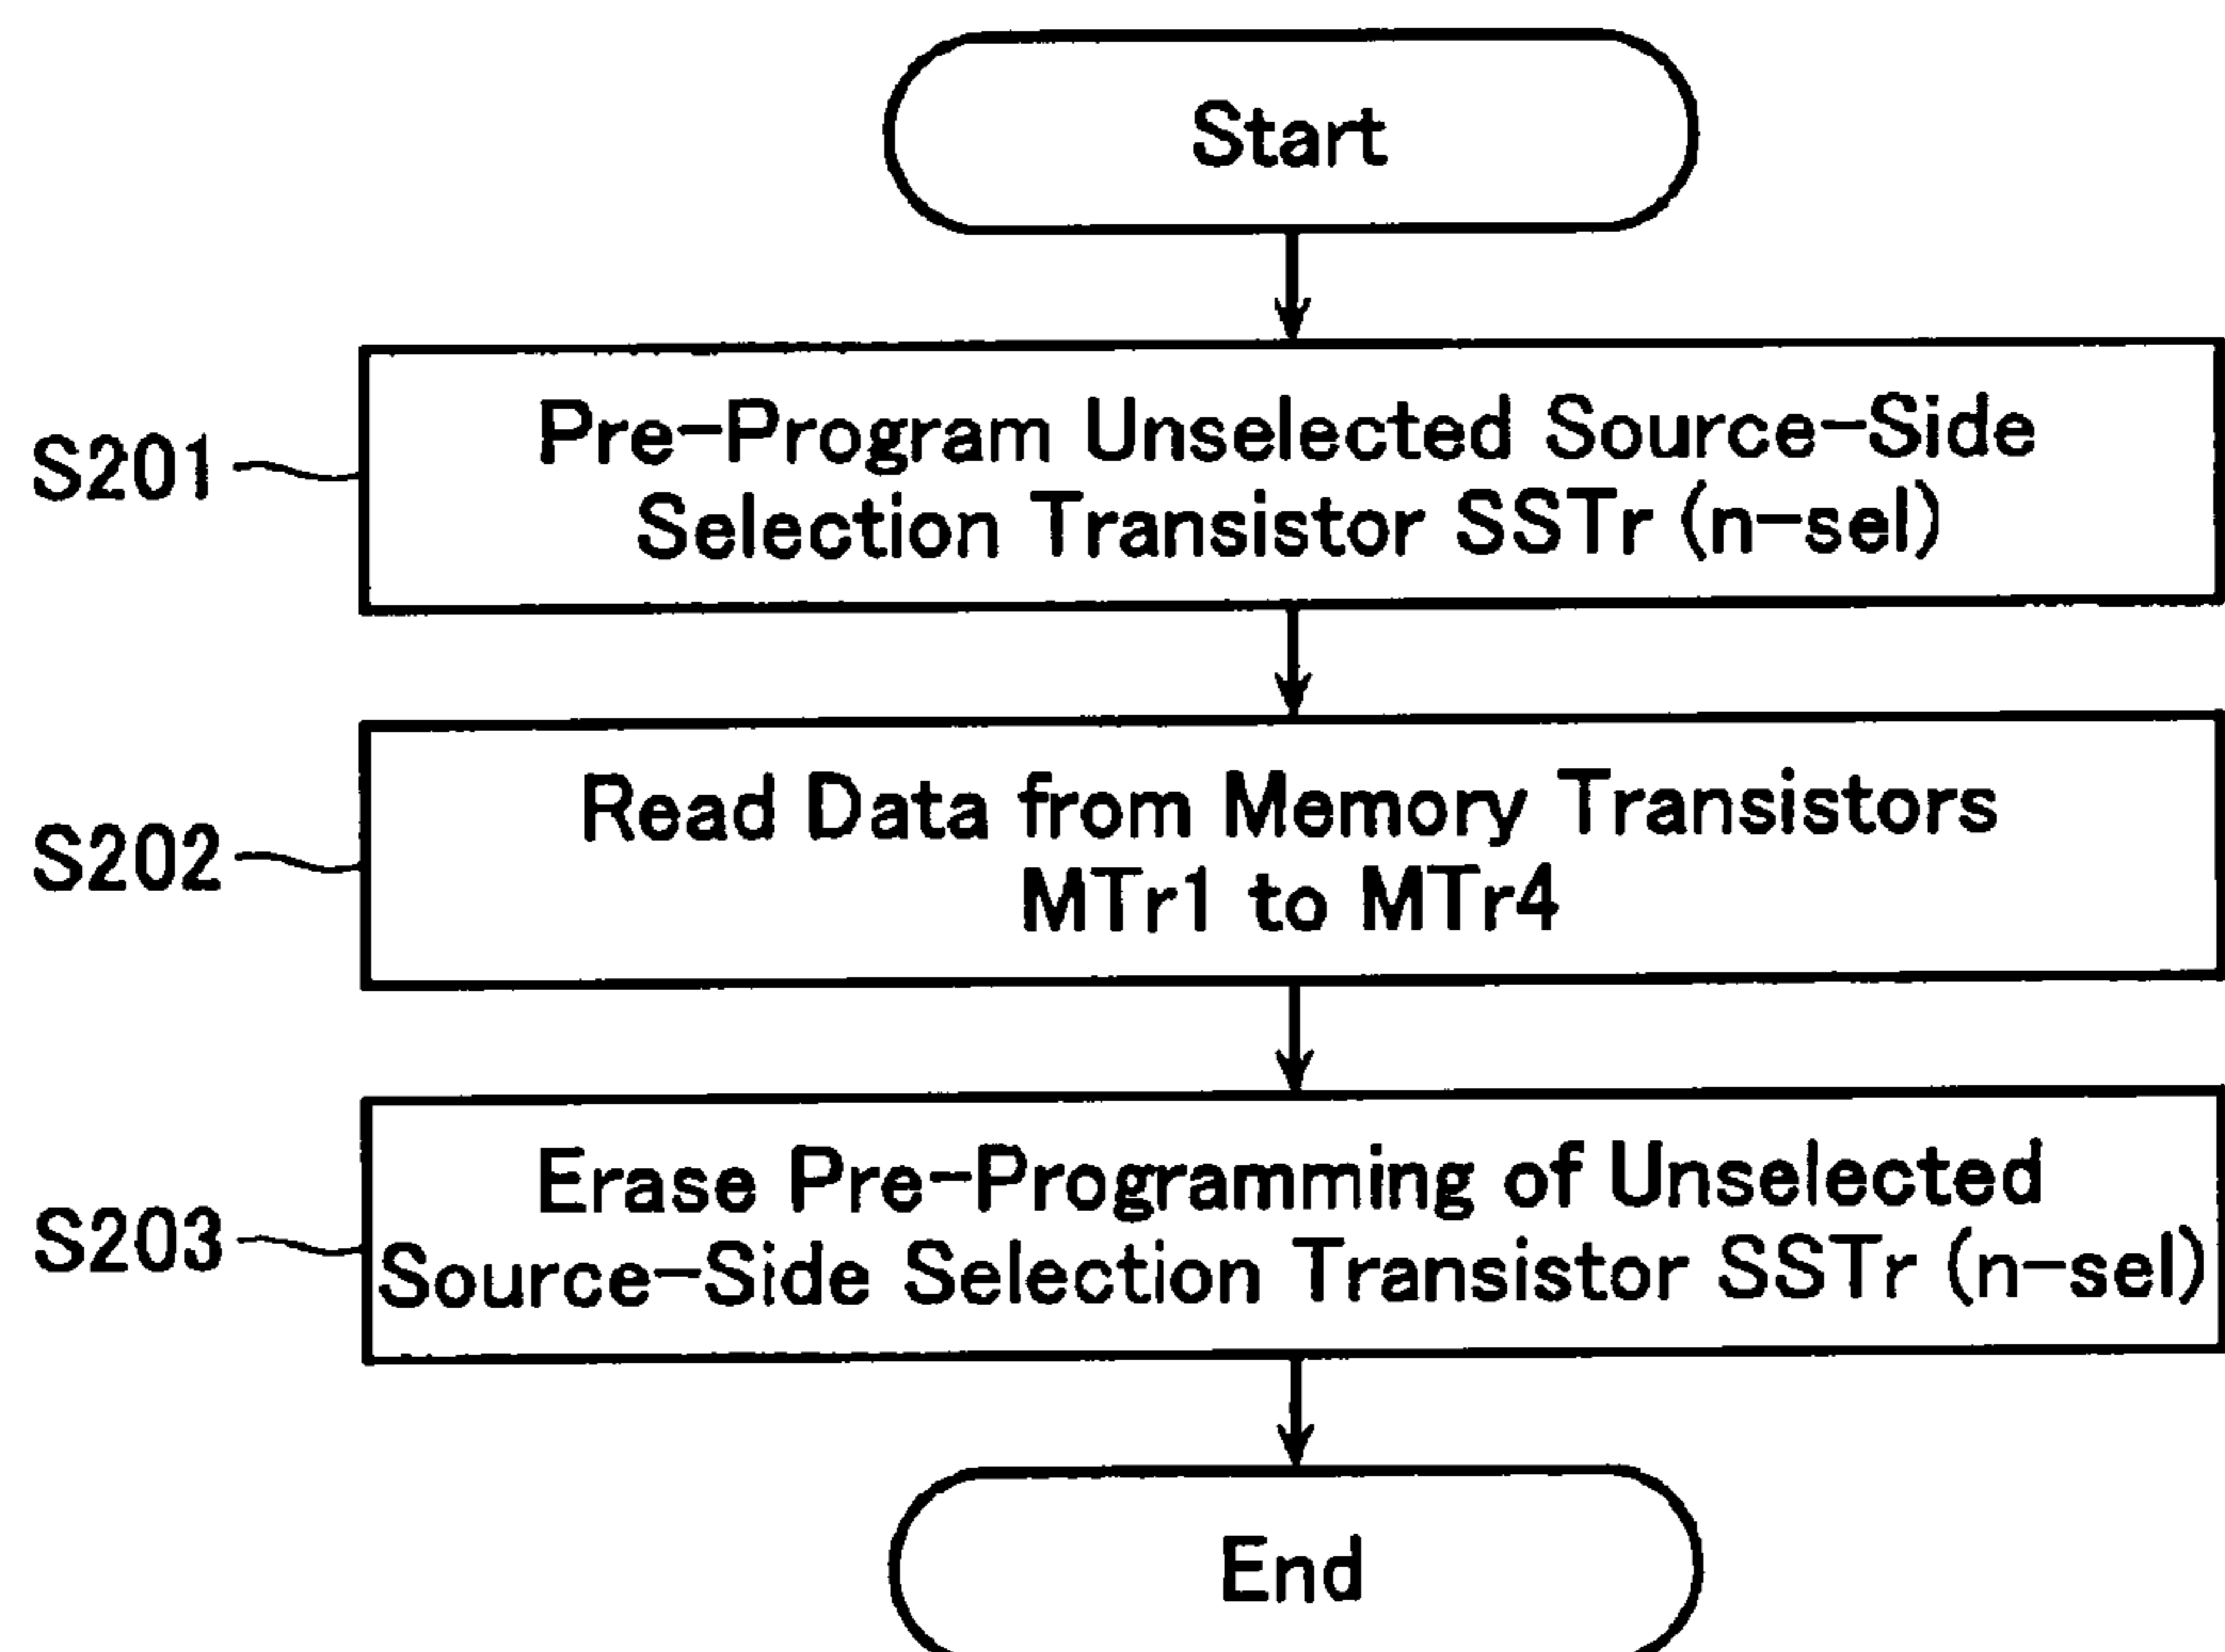 Start
S201
Pre-Program Unselected Source-Side
Selection Transistor SSTr (n-sel)
S202
Read Data from Memory Transistors
MTr1 to MTr4
S203
Erase Pre-Programming of Unselected
Source-Side Selection Transistor SSTr (n-sel)
End